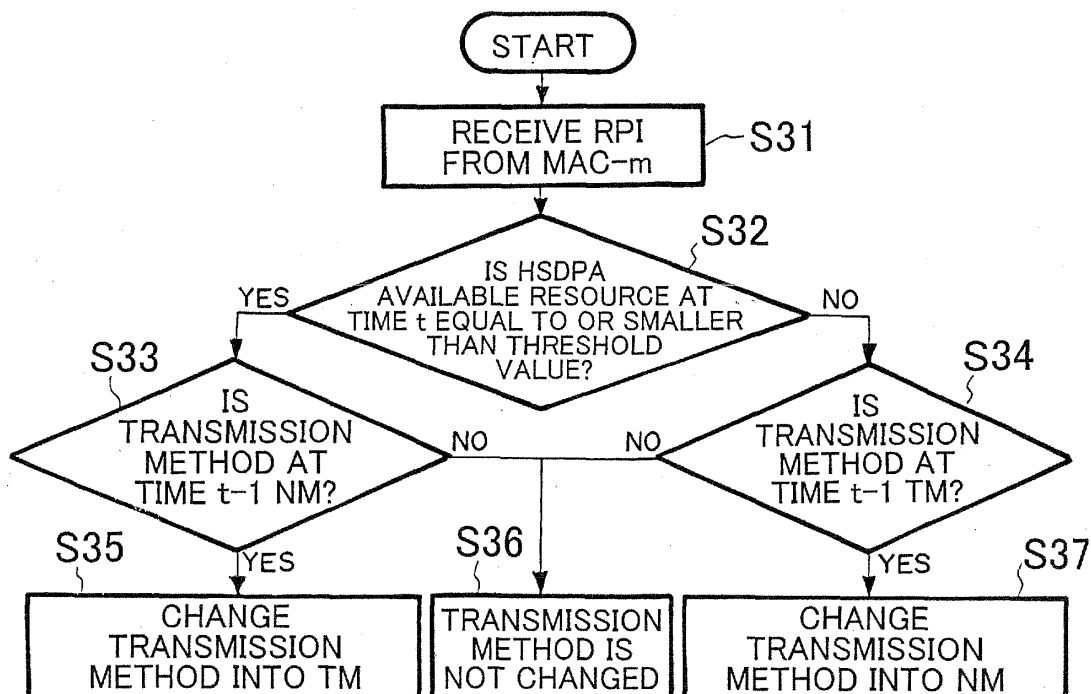 START
RECEIVE RPI
FROM MAC-m
S31
S32
IS HSDPA
AVAILABLE RESOURCE AT
TIME t EQUAL TO OR SMALLER
THAN THRESHOLD
VALUE?
YES
NO
S33
S34
IS
TRANSMISSION
METHOD AT
TIME t-1 NM?
NO
NO
IS
TRANSMISSION
METHOD AT
TIME t-1 TM?
S35
YES
S36
YES
S37
CHANGE
TRANSMISSION
METHOD INTO TM
TRANSMISSION
METHOD IS
NOT CHANGED
CHANGE
TRANSMISSION
METHOD INTO NM